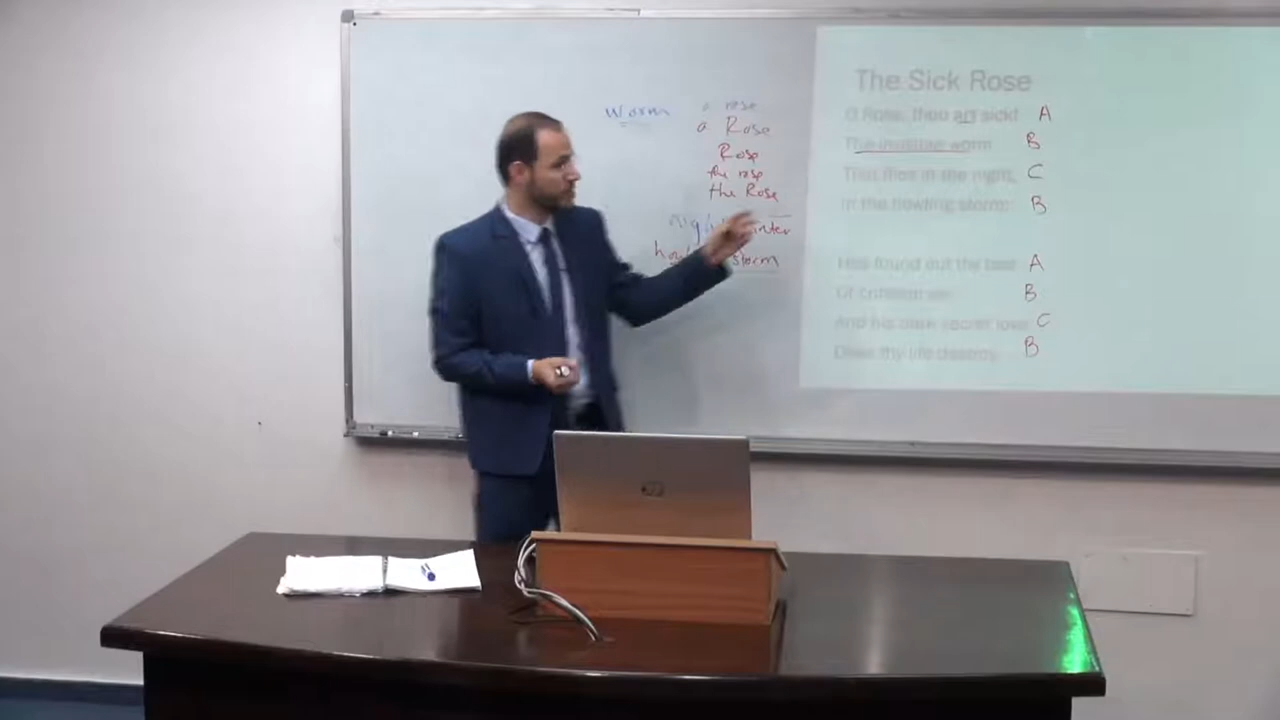 worm
a rose
a Rose
Rose
the rose
the Rose
night
storm
The Sick Rose
O Rose, thou art sick! A
The invisible worm B
That flies in the night, C
In the howling storm: B
Has found out thy bed A
Of crimson joy: B
And his dark secret love C
Does thy life destroy. B
hp